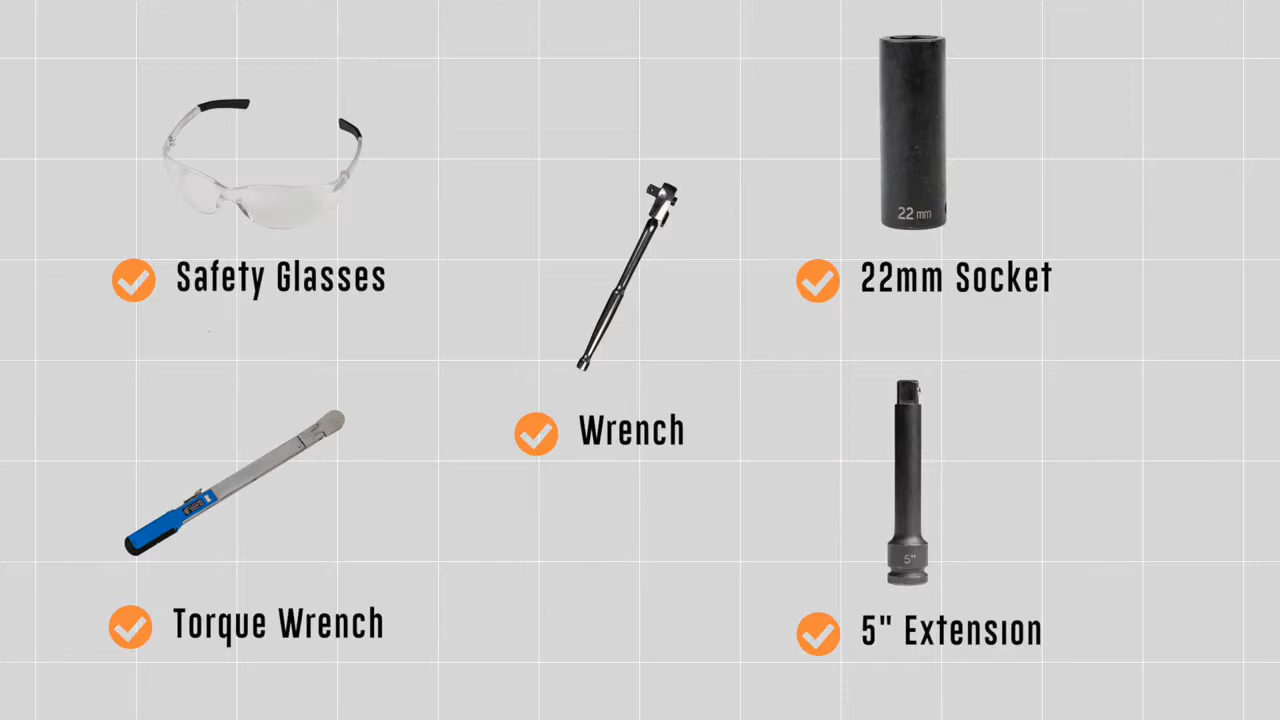 22mm
Safety Glasses
22mm Socket
Wrench
5"
Torque Wrench
5" Extension